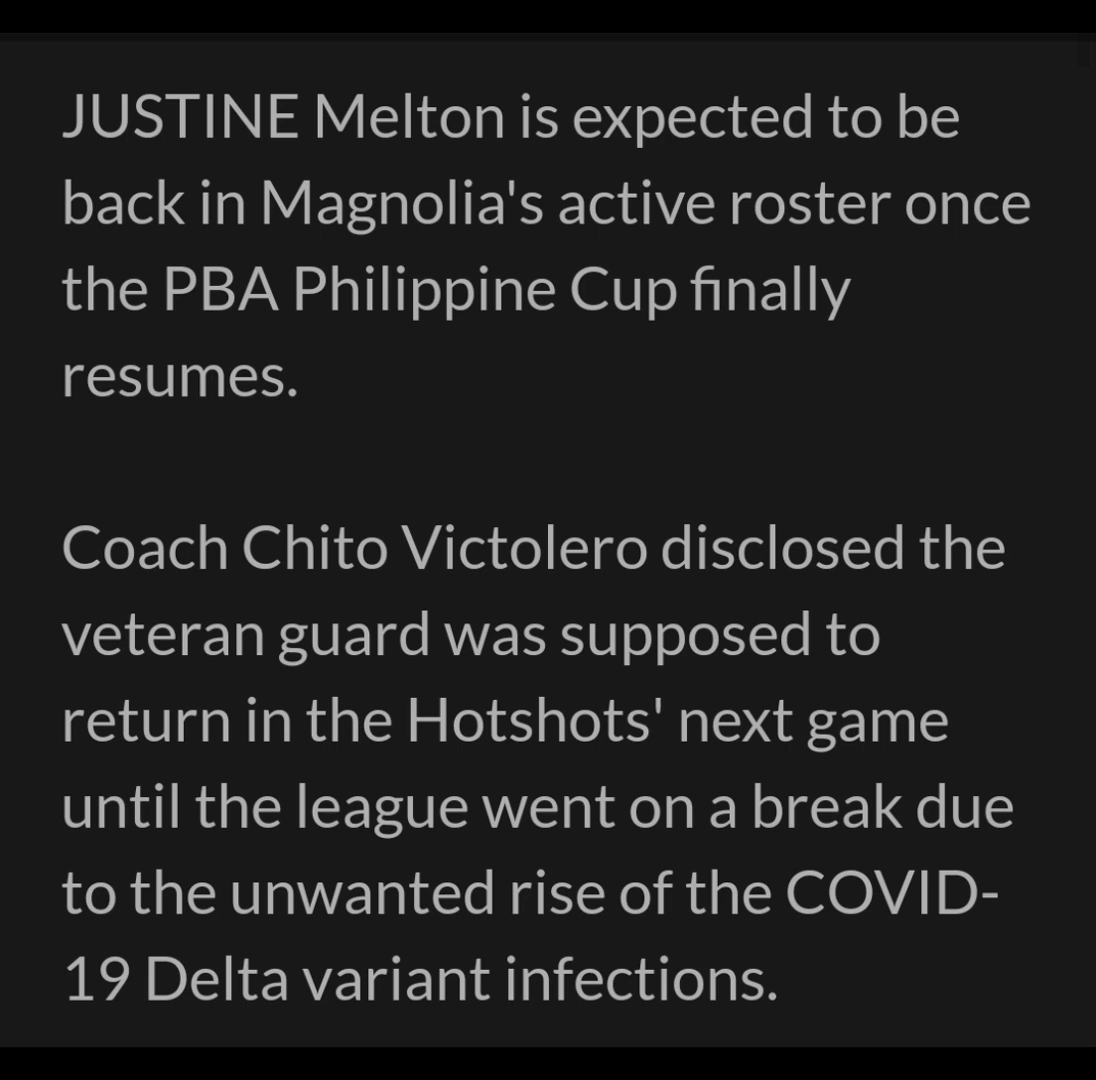 JUSTINE Melton is expected to be
back in Magnolia's active roster once
the PBA Philippine Cup finally
resumes.
Coach Chito Victolero disclosed the
veteran guard was supposed to
return in the Hotshots' next game
until the league went on a break due
to the unwanted rise of the COVID-
19 Delta variant infections.